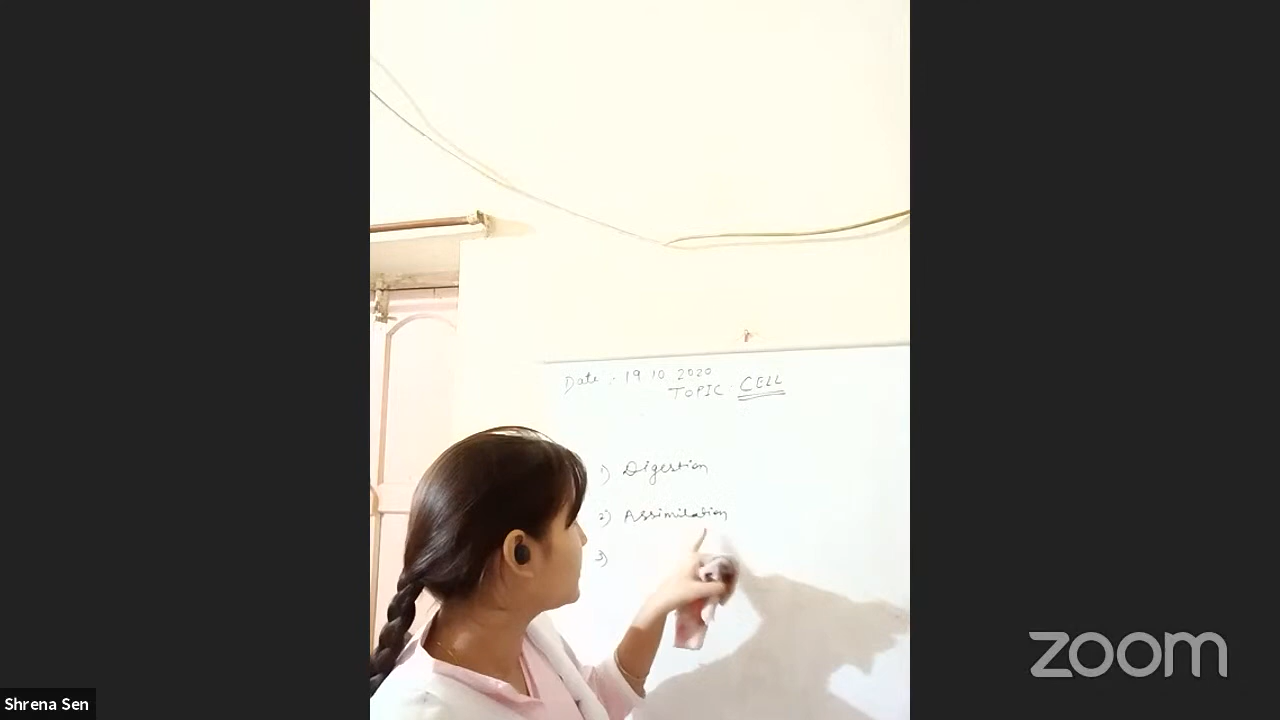 Date :- 19.10.2020
TOPIC : CELL
1) Digestion
2) Assimilation
3)
zoom
Shrena Sen